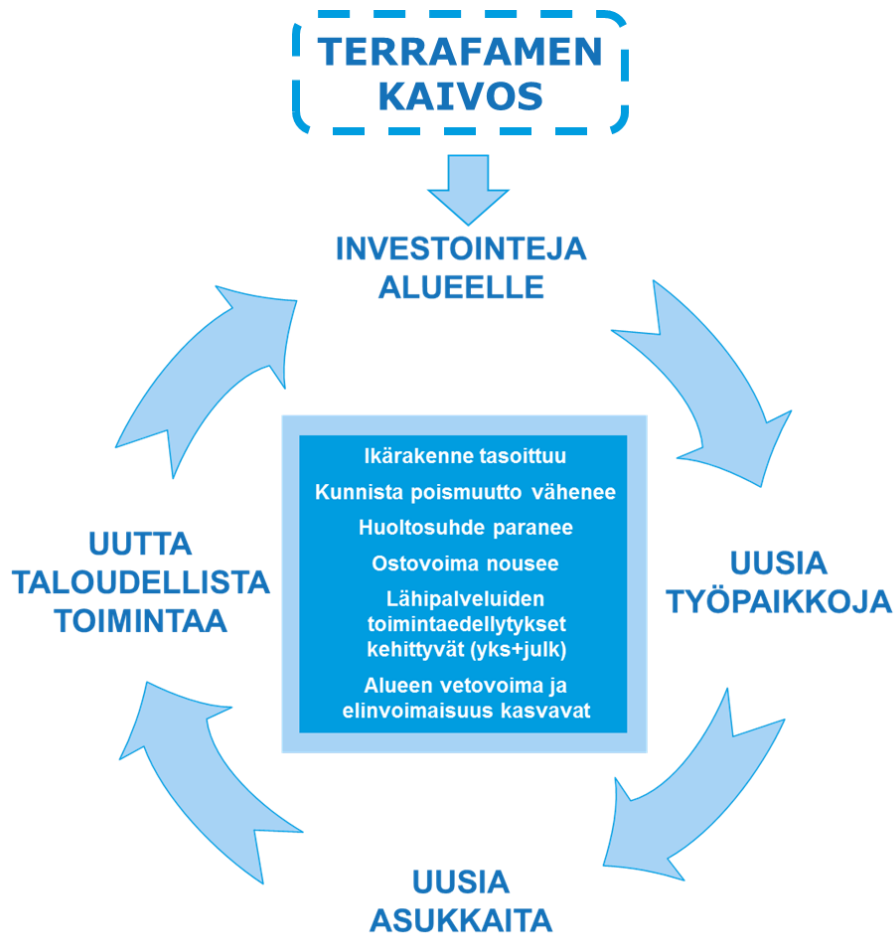 TERRAFAMEN
KAIVOS
INVESTOINTEJA
ALUEELLE
UUSIA
TYÖPAIKKOJA
UUSIA
ASUKKAITA
UUTTA
TALOUDELLISTA
TOIMINTAA
Ikärakenne tasoittuu
Kunnista poismuutto vähenee
Huoltosuhde paranee
Ostovoima nousee
Lähipalveluiden
toimintaedellytykset
kehittyvät (yks+julk)
Alueen vetovoima ja
elinvoimaisuus kasvavat